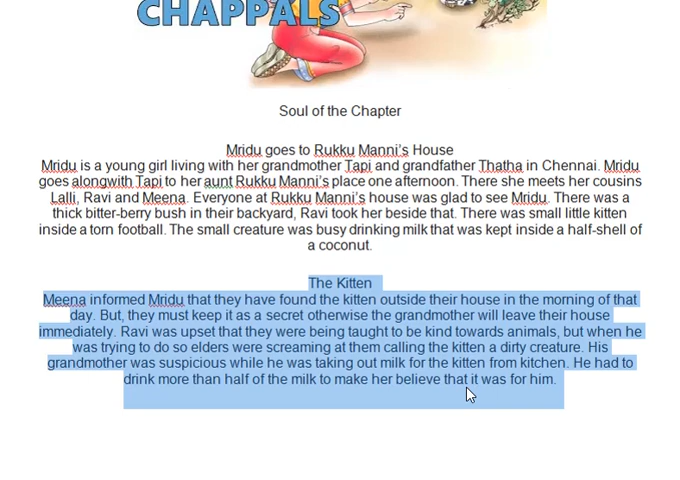 CHAPPALS
Soul of the Chapter
Mridu goes to Rukku Manni's House
Mridu is a young girl living with her grandmother Tapi and grandfather Thatha in Chennai. Mridu
goes alongwith Tapi to her aunt Rukku Manni's place one afternoon. There she meets her cousins
Lalli, Ravi and Meena. Everyone at Rukku Manni's house was glad to see Mridu. There was a
thick bitter-berry bush in their backyard, Ravi took her beside that. There was small little kitten
inside a torn football. The small creature was busy drinking milk that was kept inside a half-shell of
a coconut.
The Kitten
Meena informed Mridu that they have found the kitten outside their house in the morning of that
day. But, they must keep it as a secret otherwise the grandmother will leave their house
immediately. Ravi was upset that they were being taught to be kind towards animals, but when he
was trying to do so elders were screaming at them calling the kitten a dirty creature. His
grandmother was suspicious while he was taking out milk for the kitten from kitchen. He had to
drink more than half of the milk to make her believe that it was for him.